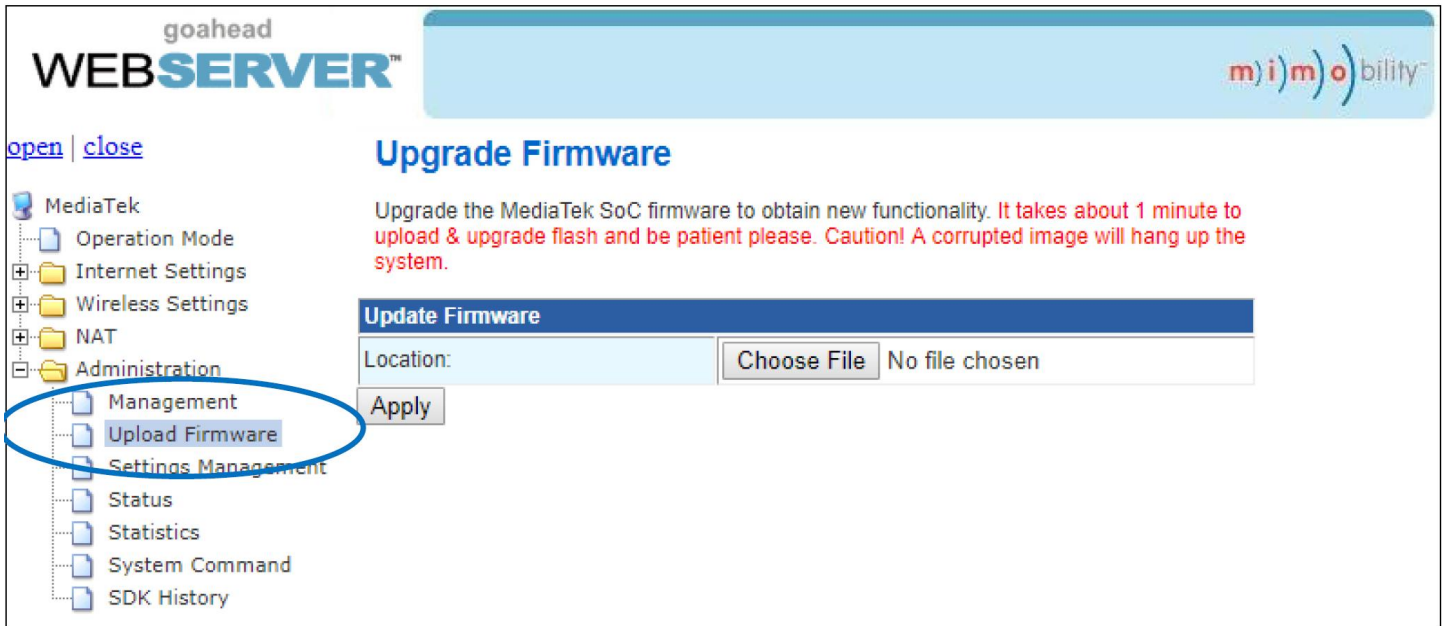 goahead
WEBSERVER™
m)i)m)o)bility™
open | close
MediaTek
Operation Mode
Internet Settings
Wireless Settings
NAT
Administration
Management
Upload Firmware
Settings Management
Status
Statistics
System Command
SDK History
Upgrade Firmware
Upgrade the MediaTek SoC firmware to obtain new functionality. It takes about 1 minute to
upload & upgrade flash and be patient please. Caution! A corrupted image will hang up the
system.
Update Firmware
Location: Choose File No file chosen
Apply